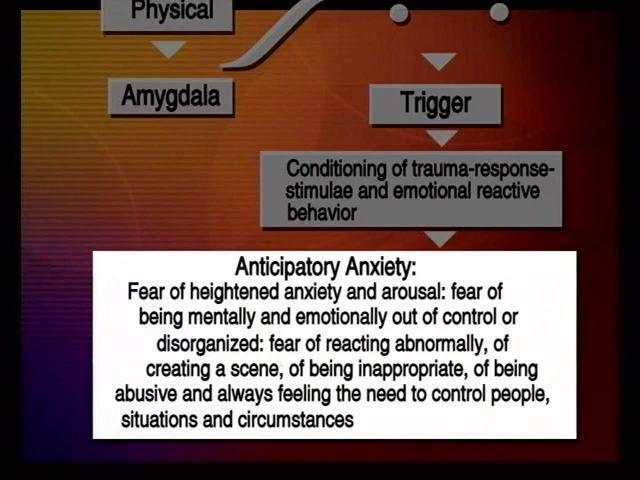 Physical
Amygdala
Trigger
Conditioning of trauma-response-
stimulae and emotional reactive
behavior
Anticipatory Anxiety:
Fear of heightened anxiety and arousal: fear of
being mentally and emotionally out of control or
disorganized: fear of reacting abnormally, of
creating a scene, of being inappropriate, of being
abusive and always feeling the need to control people,
situations and circumstances